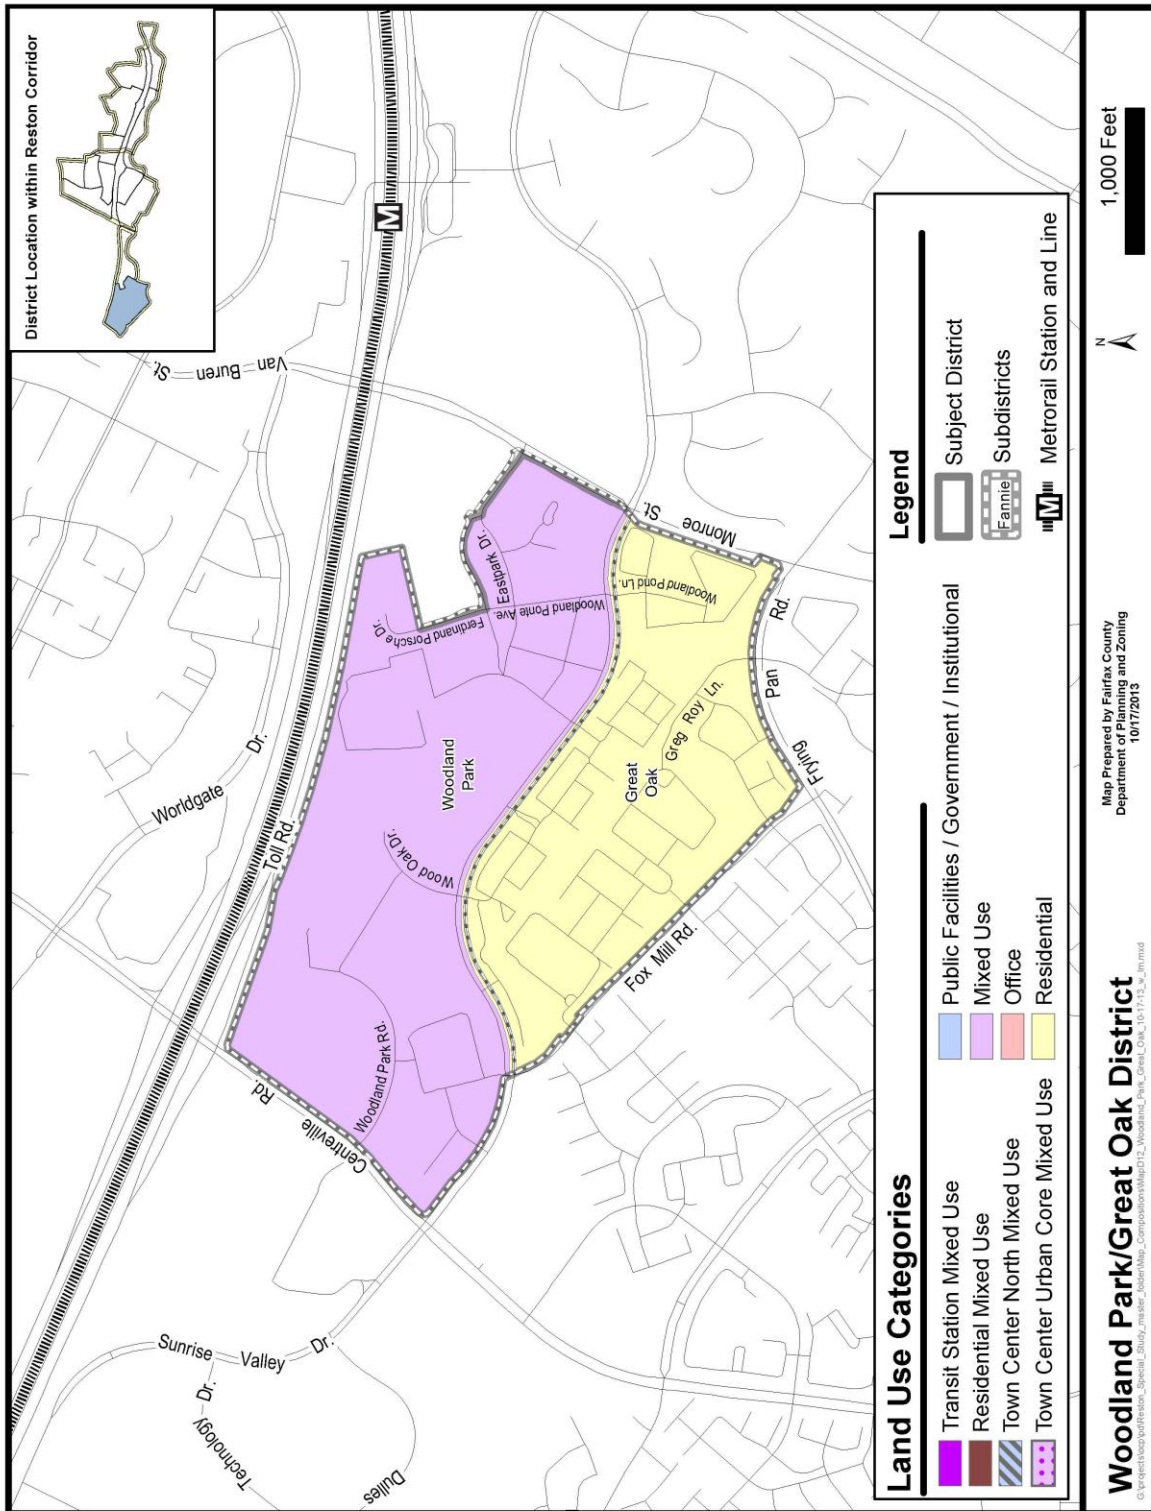 District Location within Reston Corridor
Van Buren
St.
Worldgate
Dr.
Toll Rd.
Ferdinand Porsche Dr.
Eastpark Dr.
Woodland Ponte Ave.
Woodland
Park
Wood Oak Dr.
Woodland Park Rd.
Centreville
Rd.
Monroe
St.
Woodland Pond Ln.
Great
Oak
Greg Roy Ln.
Fox Mill Rd.
Frying
Pan
Rd.
Sunrise
Valley
Dr.
Dulles
Technology
Dr.
Land Use Categories
Transit Station Mixed Use
Residential Mixed Use
Town Center North Mixed Use
Town Center Urban Core Mixed Use
Public Facilities / Government / Institutional
Mixed Use
Office
Residential
Legend
Subject District
Fannie
Subdistricts
M
Metrorail Station and Line
M
Woodland Park/Great Oak District
Map Prepared by Fairfax County
Department of Planning and Zoning
10/17/2013
N
1,000 Feet